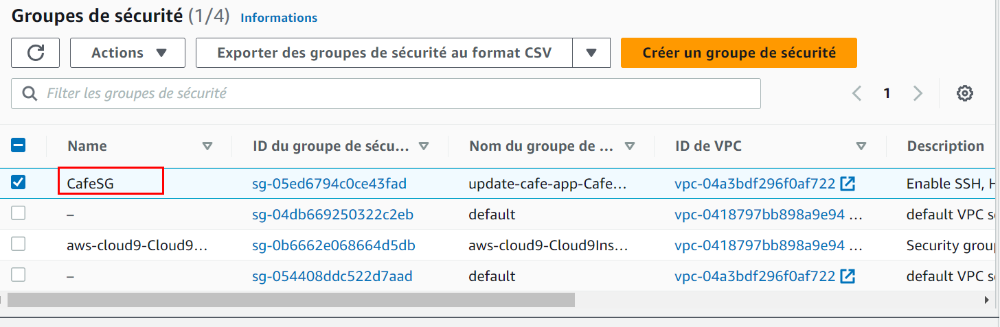 Groupes de sécurité (1/4) Informations
Actions Exporter des groupes de sécurité au format CSV Créer un groupe de sécurité
Filter les groupes de sécurité 1
Name ID du groupe de sécu... Nom du groupe de ... ID de VPC Description
CafeSG sg-05ed6794c0ce43fad update-cafe-app-Cafe... vpc-04a3bdf296f0af722 Enable SSH, H
– sg-04db669250322c2eb default vpc-0418797bb898a9e94 ... default VPC se
aws-cloud9-Cloud9... sg-0b6662e068664d5db aws-cloud9-Cloud9Ins... vpc-0418797bb898a9e94 ... Security group
– sg-054408ddc522d7aad default vpc-04a3bdf296f0af722 default VPC se